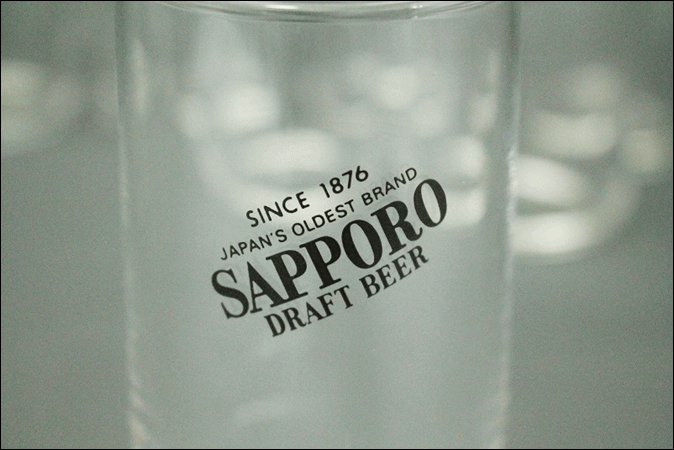 SINCE 1876
JAPAN'S OLDEST BRAND
SAPPORO
DRAFT BEER